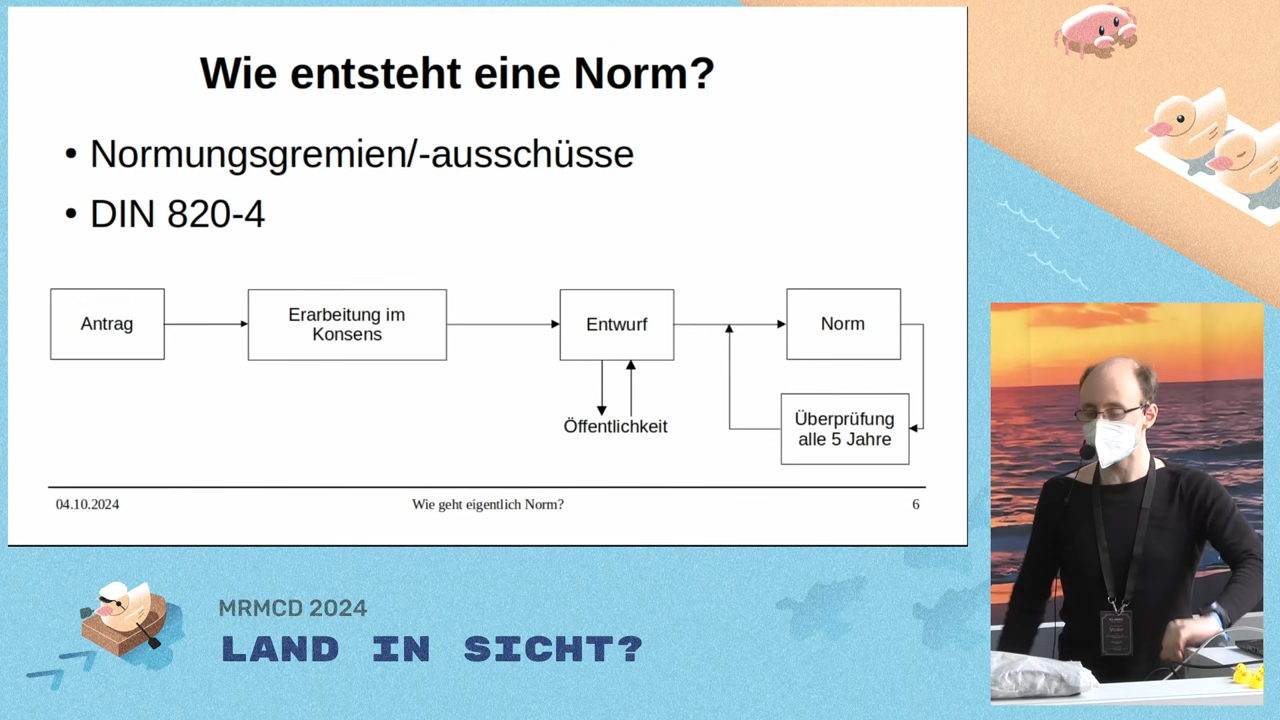 Wie entsteht eine Norm?
• Normungsgremien/-ausschüsse
• DIN 820-4
Antrag
Erarbeitung im
Konsens
Entwurf
Norm
Öffentlichkeit
Überprüfung
alle 5 Jahre
04.10.2024
Wie geht eigentlich Norm?
6
MRMCD 2024
LAND IN SICHT?